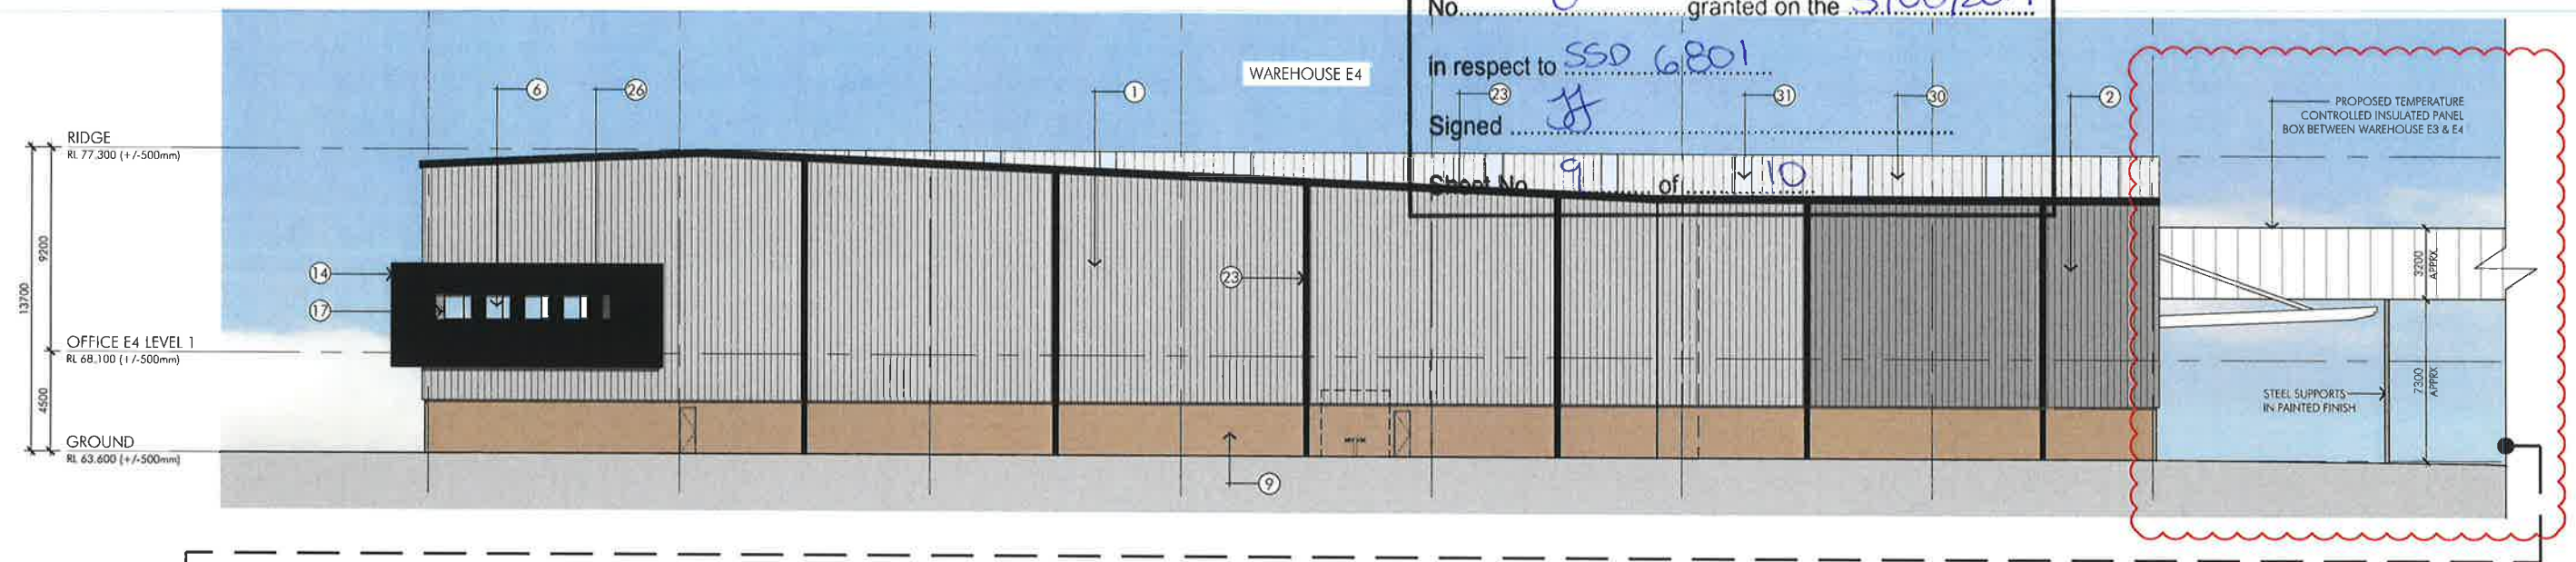 No. granted on the
in respect to SSD 6801
Signed
Sheet No. 9 of 10
WAREHOUSE E4
6
26
1
23
31
30
2
PROPOSED TEMPERATURE
CONTROLLED INSULATED PANEL
BOX BETWEEN WAREHOUSE E3 & E4
RIDGE
RL 77.300 (+/-500mm)
14
17
23
13700
9200
4500
OFFICE E4 LEVEL 1
RL 68.100 (+/-500mm)
3200
APPRX
7300
APPRX
STEEL SUPPORTS
IN PAINTED FINISH
GROUND
RL 63.600 (+/-500mm)
9